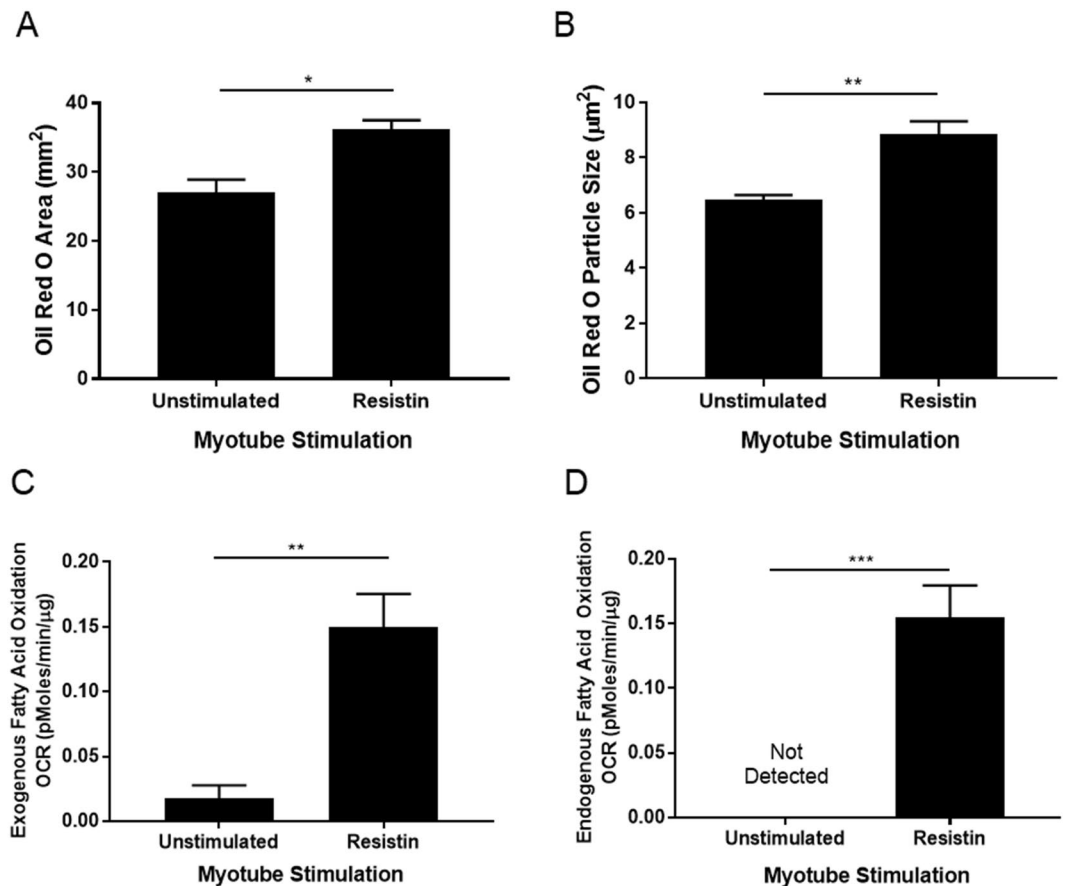 A
*
Oil Red O Area (mm²)
40
30
20
10
0
Unstimulated
Resistin
Myotube Stimulation
B
**
Oil Red O Particle Size (µm²)
10
8
6
4
2
0
Unstimulated
Resistin
Myotube Stimulation
C
**
Exogenous Fatty Acid Oxidation
OCR (pMoles/min/µg)
0.20
0.15
0.10
0.05
0.00
Unstimulated
Resistin
Myotube Stimulation
D
***
Endogenous Fatty Acid Oxidation
OCR (pMoles/min/µg)
0.20
0.15
0.10
0.05
0.00
Not
Detected
Unstimulated
Resistin
Myotube Stimulation